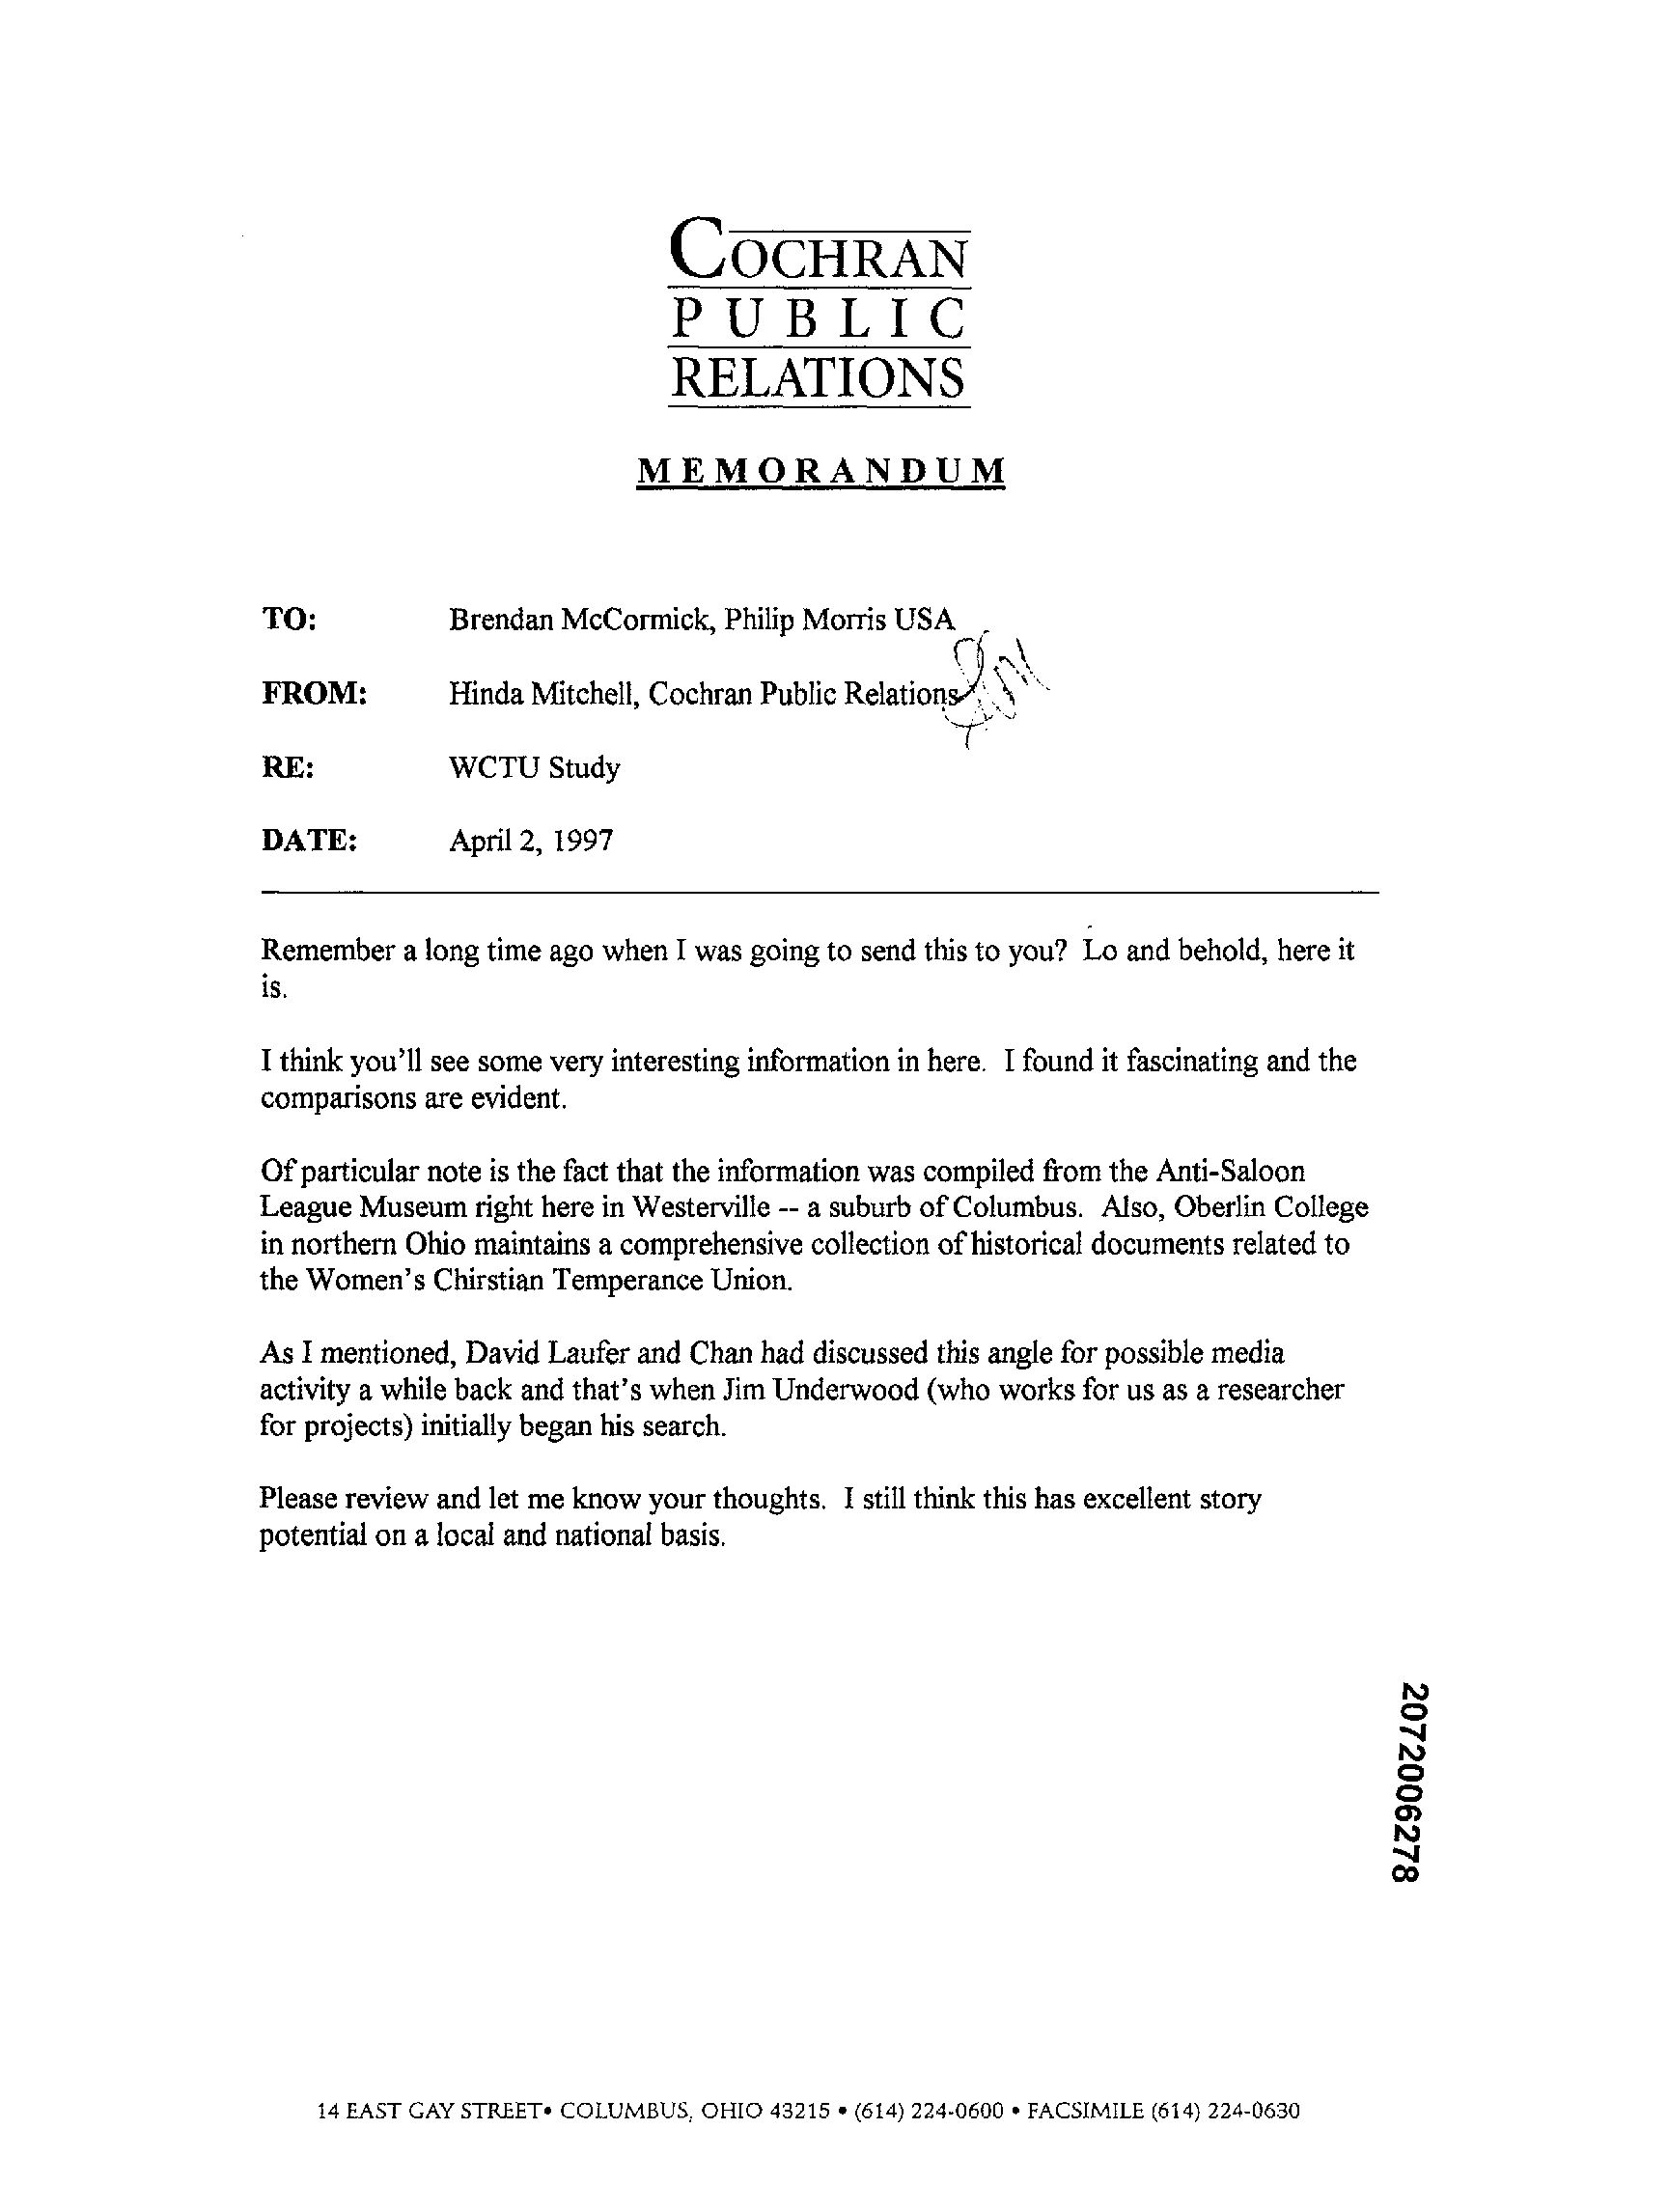 COCHRAN
PUBLIC
RELATIONS
MEMORANDUM
TO: Brendan McCormick, Philip Morris USA
FROM: Hinda Mitchell, Cochran Public Relations
RE: WCTU Study
DATE: April 2, 1997
Remember a long time ago when I was going to send this to you? Lo and behold, here it
is.
I think you'll see some very interesting information in here. I found it fascinating and the
comparisons are evident.
Of particular note is the fact that the information was compiled from the Anti-Saloon
League Museum right here in Westerville -- a suburb of Columbus. Also, Oberlin College
in northern Ohio maintains a comprehensive collection of historical documents related to
the Women's Chirstian Temperance Union.
As I mentioned, David Laufer and Chan had discussed this angle for possible media
activity a while back and that's when Jim Underwood (who works for us as a researcher
for projects) initially began his search.
Please review and let me know your thoughts. I still think this has excellent story
potential on a local and national basis.
2072006278
14 EAST GAY STREET• COLUMBUS, OHIO 43215 • (614) 224-0600 • FACSIMILE (614) 224-0630